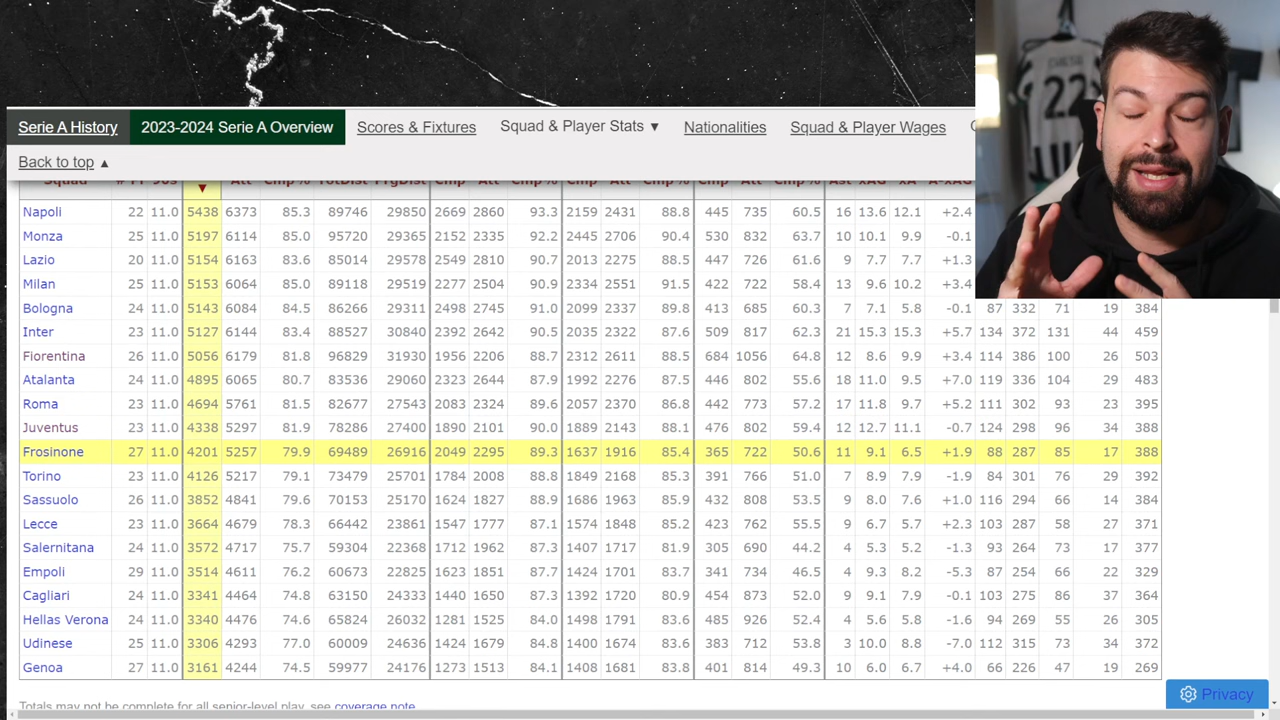 Serie A History 2023-2024 Serie A Overview Scores & Fixtures Squad & Player Stats ▼ Nationalities Squad & Player Wages
Back to top ▲
Squad # Pl 90s Att Cmp% TotDist PrgDist Cmp Att Cmp% Cmp Att Cmp% Cmp Att Cmp% Ast xAG xA A-xAG
Napoli 22 11.0 5438 6373 85.3 89746 29850 2669 2860 93.3 2159 2431 88.8 445 735 60.5 16 13.6 12.1 +2.4
Monza 25 11.0 5197 6114 85.0 95720 29365 2152 2335 92.2 2445 2706 90.4 530 832 63.7 10 10.1 9.9 -0.1
Lazio 20 11.0 5154 6163 83.6 85014 29578 2549 2810 90.7 2013 2275 88.5 447 726 61.6 9 7.7 7.7 +1.3
Milan 25 11.0 5153 6064 85.0 89118 29519 2277 2504 90.9 2334 2551 91.5 422 722 58.4 13 9.6 10.2 +3.4
Bologna 24 11.0 5143 6084 84.5 86266 29311 2498 2745 91.0 2099 2337 89.8 413 685 60.3 7 7.1 5.8 -0.1 87 332 71 19 384
Inter 23 11.0 5127 6144 83.4 88527 30840 2392 2642 90.5 2035 2322 87.6 509 817 62.3 21 15.3 15.3 +5.7 134 372 131 44 459
Fiorentina 26 11.0 5056 6179 81.8 96829 31930 1956 2206 88.7 2312 2611 88.5 684 1056 64.8 12 8.6 9.9 +3.4 114 386 100 26 503
Atalanta 24 11.0 4895 6065 80.7 83536 29060 2323 2644 87.9 1992 2276 87.5 446 802 55.6 18 11.0 9.5 +7.0 119 336 104 29 483
Roma 23 11.0 4694 5761 81.5 82677 27543 2083 2324 89.6 2057 2370 86.8 442 773 57.2 17 11.8 9.7 +5.2 111 302 93 23 395
Juventus 23 11.0 4338 5297 81.9 78286 27400 1890 2101 90.0 1889 2143 88.1 476 802 59.4 12 12.7 11.1 -0.7 124 298 96 34 388
Frosinone 27 11.0 4201 5257 79.9 69489 26916 2049 2295 89.3 1637 1916 85.4 365 722 50.6 11 9.1 6.5 +1.9 88 287 85 17 388
Torino 23 11.0 4126 5217 79.1 73479 25701 1784 2008 88.8 1849 2168 85.3 391 766 51.0 7 8.9 7.9 -1.9 84 301 76 29 392
Sassuolo 26 11.0 3852 4841 79.6 70153 25170 1624 1827 88.9 1686 1963 85.9 432 808 53.5 9 8.0 7.6 +1.0 116 294 66 14 384
Lecce 23 11.0 3664 4679 78.3 66442 23861 1547 1777 87.1 1574 1848 85.2 423 762 55.5 9 6.7 5.7 +2.3 103 287 58 27 371
Salernitana 24 11.0 3572 4717 75.7 59304 22368 1712 1962 87.3 1407 1717 81.9 305 690 44.2 4 5.3 5.2 -1.3 93 264 73 17 377
Empoli 29 11.0 3514 4611 76.2 60673 22825 1623 1851 87.7 1424 1701 83.7 341 734 46.5 4 9.3 8.2 -5.3 87 254 66 22 329
Cagliari 24 11.0 3341 4464 74.8 63150 24333 1440 1650 87.3 1392 1720 80.9 454 873 52.0 9 9.1 7.9 -0.1 103 275 86 37 364
Hellas Verona 24 11.0 3340 4476 74.6 65824 26032 1281 1525 84.0 1498 1791 83.6 485 926 52.4 4 5.6 5.8 -1.6 94 269 55 26 305
Udinese 25 11.0 3306 4293 77.0 60009 24636 1424 1679 84.8 1400 1674 83.6 383 712 53.8 3 10.0 8.8 -7.0 112 315 73 34 372
Genoa 27 11.0 3161 4244 74.5 59977 24176 1273 1513 84.1 1408 1681 83.8 401 814 49.3 10 6.0 6.7 +4.0 66 226 47 19 269
Totals may not be complete for all senior-level play, see coverage note.
Privacy
22